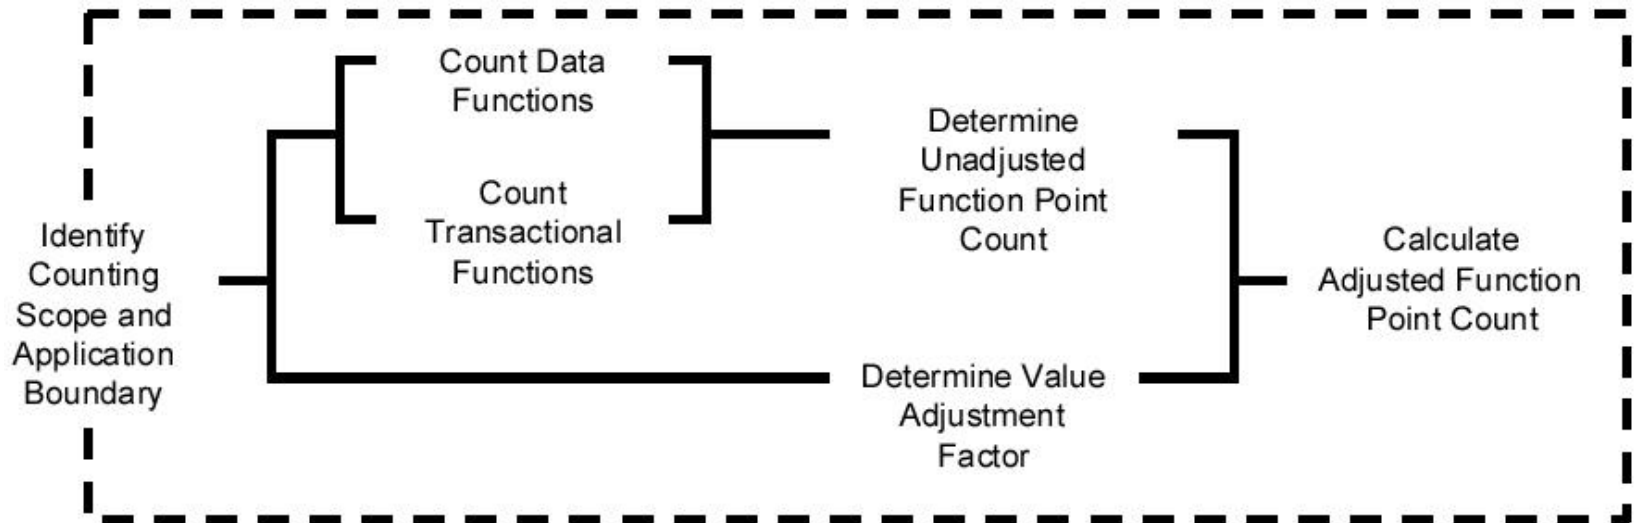 Count Data
Functions
Count
Transactional
Functions
Determine
Unadjusted
Function Point
Count
Identify
Counting
Scope and
Application
Boundary
Calculate
Adjusted Function
Point Count
Determine Value
Adjustment
Factor